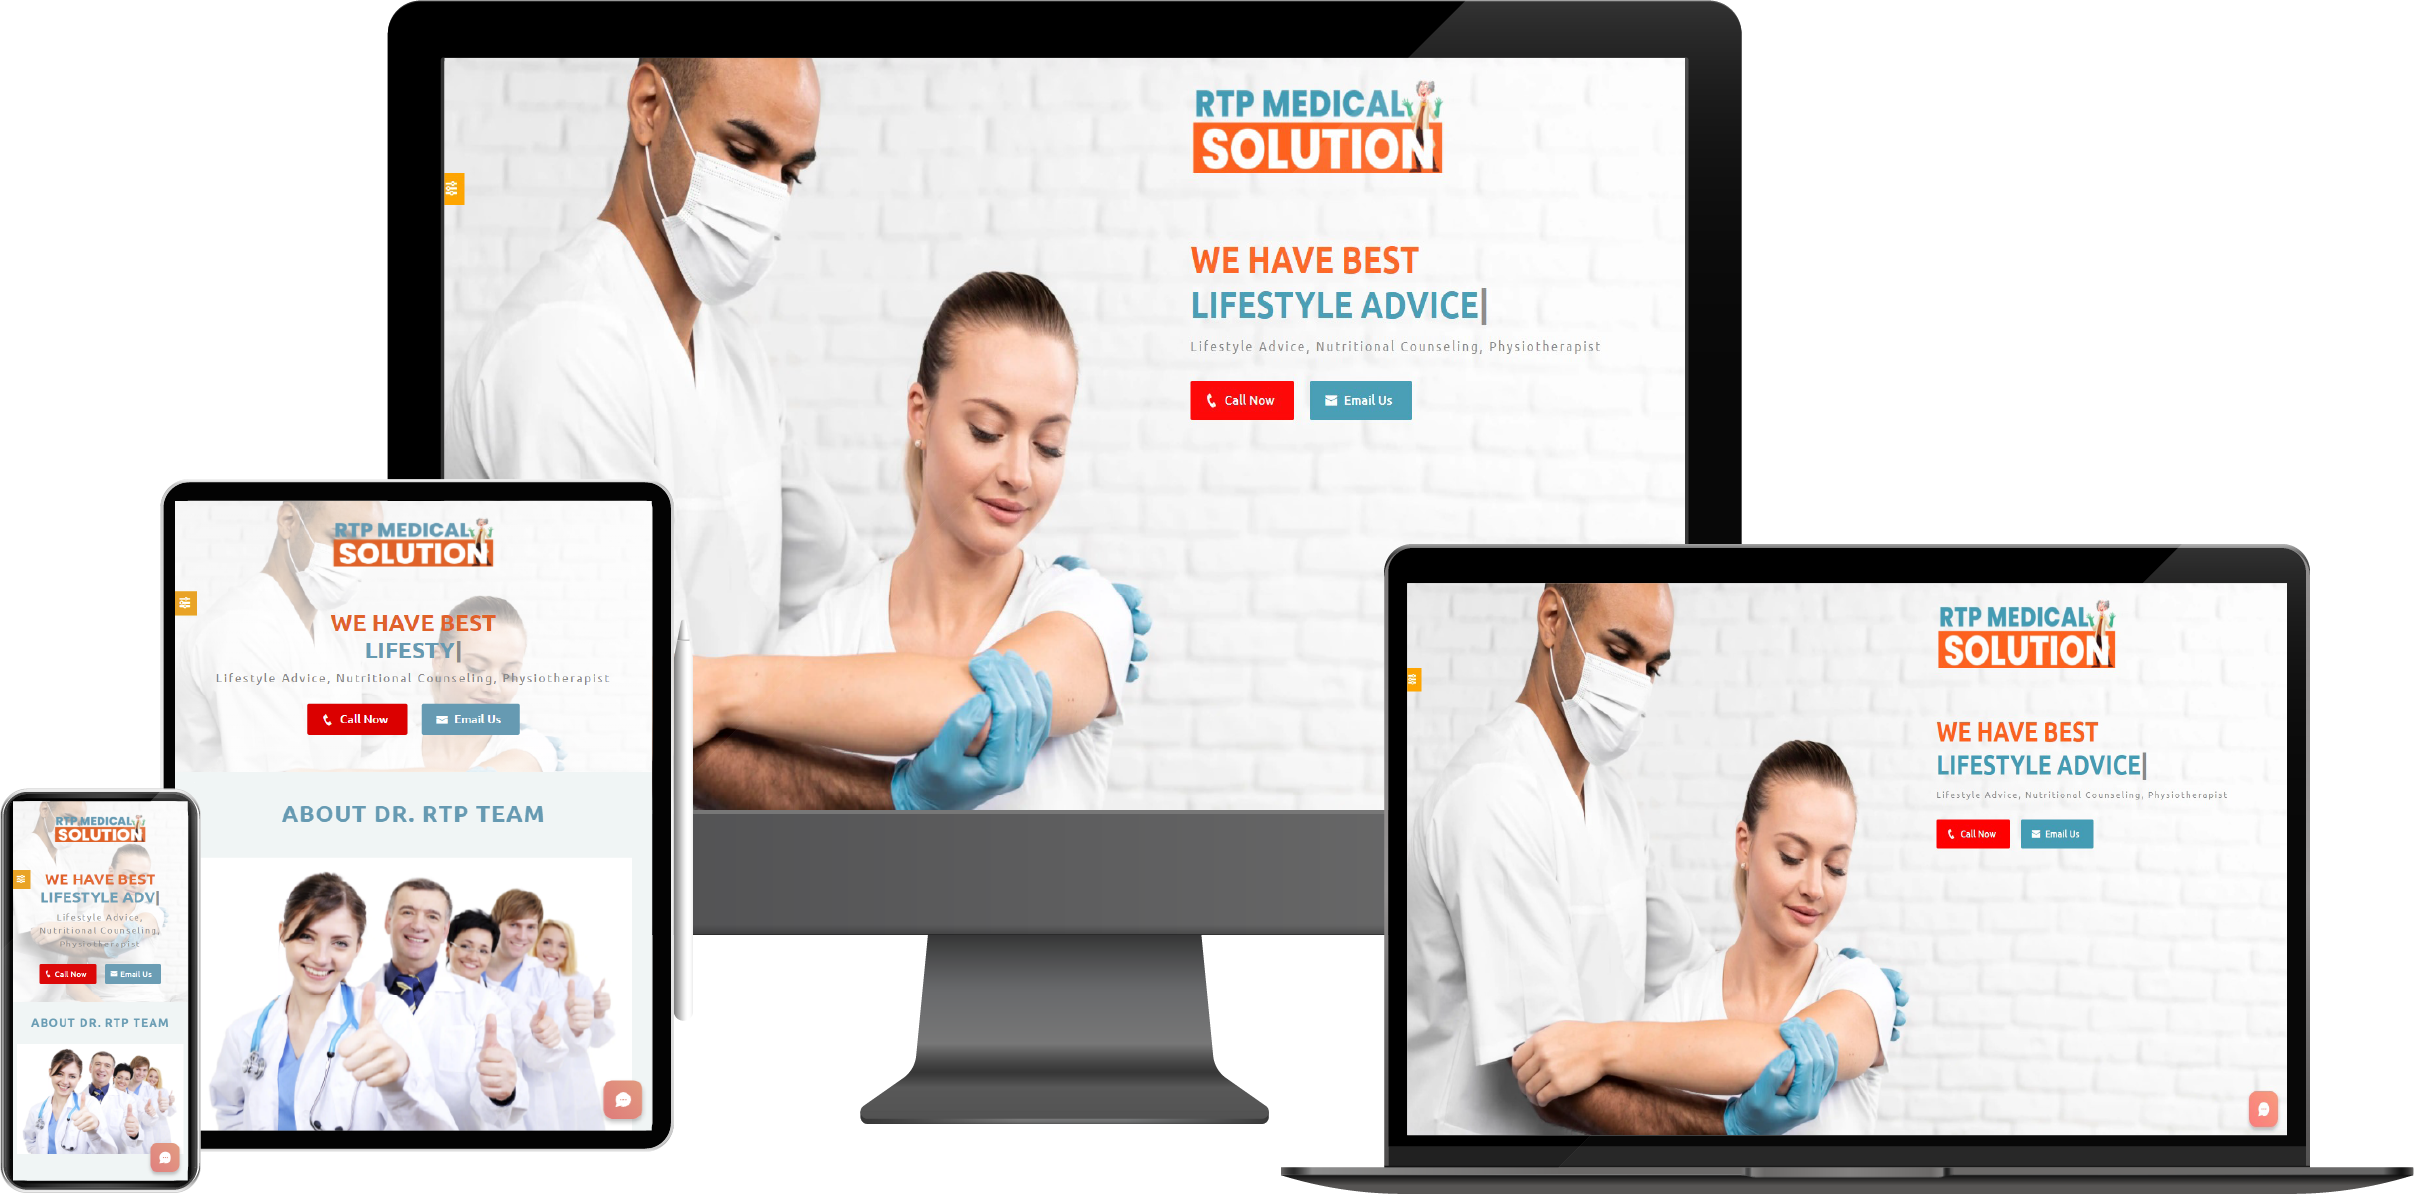 RTP MEDICAL
SOLUTION
WE HAVE BEST
LIFESTYLE ADVICE|
Lifestyle Advice, Nutritional Counseling, Physiotherapist
Call Now
Email Us
RTP MEDICAL
SOLUTION
WE HAVE BEST
LIFESTY|
Lifestyle Advice, Nutritional Counseling, Physiotherapist
Call Now
Email Us
ABOUT DR. RTP TEAM
RTP MEDICAL
SOLUTION
WE HAVE BEST
LIFESTYLE ADV|
Lifestyle Advice,
Nutritional Counseling,
Physiotherapist
Call Now
Email Us
ABOUT DR. RTP TEAM
RTP MEDICAL
SOLUTION
WE HAVE BEST
LIFESTYLE ADVICE|
Lifestyle Advice, Nutritional Counseling, Physiotherapist
Call Now
Email Us